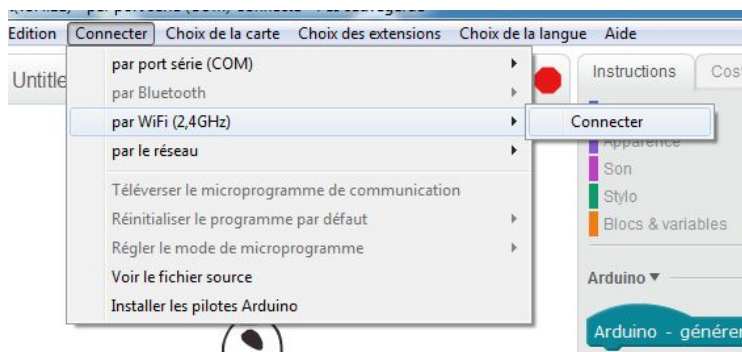 Edition Connecter Choix de la carte Choix des extensions Choix de la langue Aide
Untitle
par port série (COM)
par Bluetooth
par WiFi (2,4GHz)
Connecter
par le réseau
Téléverser le microprogramme de communication
Réinitialiser le programme par défaut
Régler le mode de microprogramme
Voir le fichier source
Installer les pilotes Arduino
Instructions Cos
Apparence
Son
Stylo
Blocs & variables
Arduino
Arduino - générer